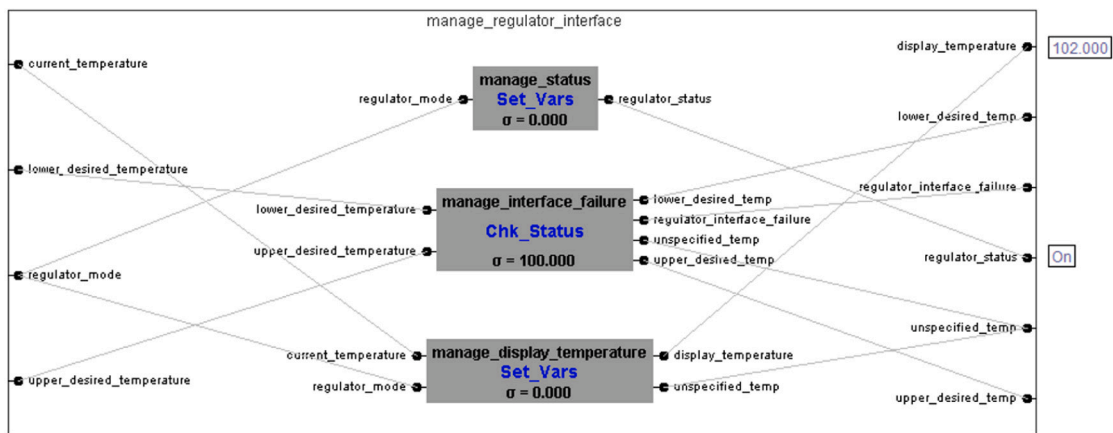 manage_regulator_interface
display_temperature
102.000
current_temperature
manage_status
regulator_mode
Set_Vars
regulator_status
σ = 0.000
lower_desired_temp
lower_desired_temperature
regulator_interface_failure
manage_interface_failure
lower_desired_temp
lower_desired_temperature
regulator_interface_failure
Chk_Status
unspecified_temp
upper_desired_temperature
upper_desired_temp
σ = 100.000
regulator_status
On
regulator_mode
unspecified_temp
manage_display_temperature
current_temperature
display_temperature
Set_Vars
regulator_mode
unspecified_temp
σ = 0.000
upper_desired_temperature
upper_desired_temp